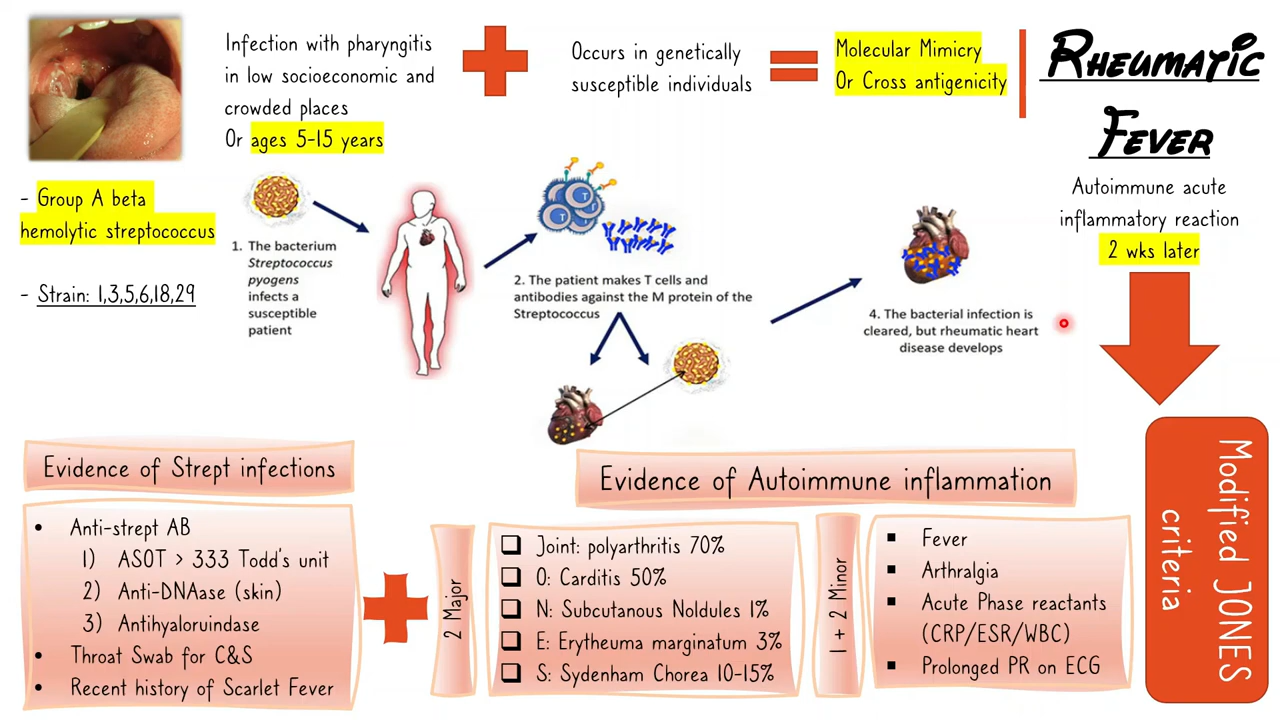 Infection with pharyngitis
in low socioeconomic and
crowded places
Or ages 5-15 years
Occurs in genetically
susceptible individuals
Molecular Mimicry
Or Cross antigenicity
RHEUMATIC
FEVER
Autoimmune acute
inflammatory reaction
2 wks later
- Group A beta
hemolytic streptococcus
- Strain: 1,3,5,6,18,29
1. The bacterium
Streptococcus
pyogens
infects a
susceptible
patient
T
T
T
2. The patient makes T cells and
antibodies against the M protein of the
Streptococcus
4. The bacterial infection is
cleared, but rheumatic heart
disease develops
Evidence of Strept infections
• Anti-strept AB
1) ASOT > 333 Todd's unit
2) Anti-DNAase (skin)
3) Antihyaloruindase
• Throat Swab for C&S
• Recent history of Scarlet Fever
Evidence of Autoimmune inflammation
2 Major
Joint: polyarthritis 70%
O: Carditis 50%
N: Subcutanous Noldules 1%
E: Erytheuma marginatum 3%
S: Sydenham Chorea 10-15%
1 + 2 Minor
Fever
Arthralgia
Acute Phase reactants
(CRP/ESR/WBC)
Prolonged PR on ECG
Modified JONES
criteria